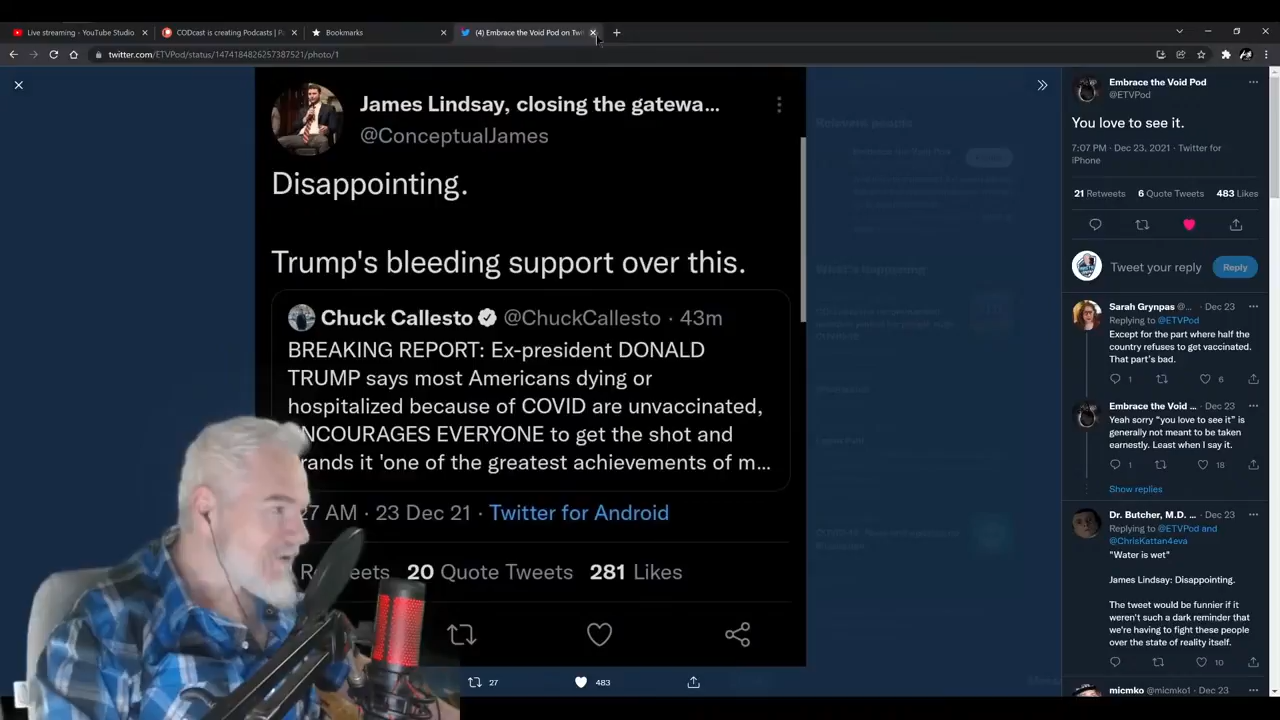 Live streaming - YouTube Studio
CODcast is creating Podcasts | Pa
Bookmarks
(4) Embrace the Void Pod on Twi
twitter.com/ETVPod/status/1474184826257387521/photo/1
James Lindsay, closing the gatewa...
@ConceptualJames
Disappointing.
Trump's bleeding support over this.
Chuck Callesto @ChuckCallesto · 43m
BREAKING REPORT: Ex-president DONALD
TRUMP says most Americans dying or
hospitalized because of COVID are unvaccinated,
NCOURAGES EVERYONE to get the shot and
rands it 'one of the greatest achievements of m...
27 AM · 23 Dec 21 · Twitter for Android
20 Quote Tweets 281 Likes
27
483
Relevant people
What's happening
Embrace the Void Pod
@ETVPod
You love to see it.
7:07 PM · Dec 23, 2021 · Twitter for
iPhone
21 Retweets 6 Quote Tweets 483 Likes
Tweet your reply
Reply
Sarah Grynpas @... · Dec 23
Replying to @ETVPod
Except for the part where half the
country refuses to get vaccinated.
That part's bad.
1
6
Embrace the Void ... · Dec 23
Yeah sorry “you love to see it” is
generally not meant to be taken
earnestly. Least when I say it.
1
18
Show replies
Dr. Butcher, M.D. ... · Dec 23
Replying to @ETVPod and
@ChrisKattan4eva
"Water is wet"
James Lindsay: Disappointing.
The tweet would be funnier if it
weren't such a dark reminder that
we're having to fight these people
over the state of reality itself.
10
micmko @micmko1 · Dec 23